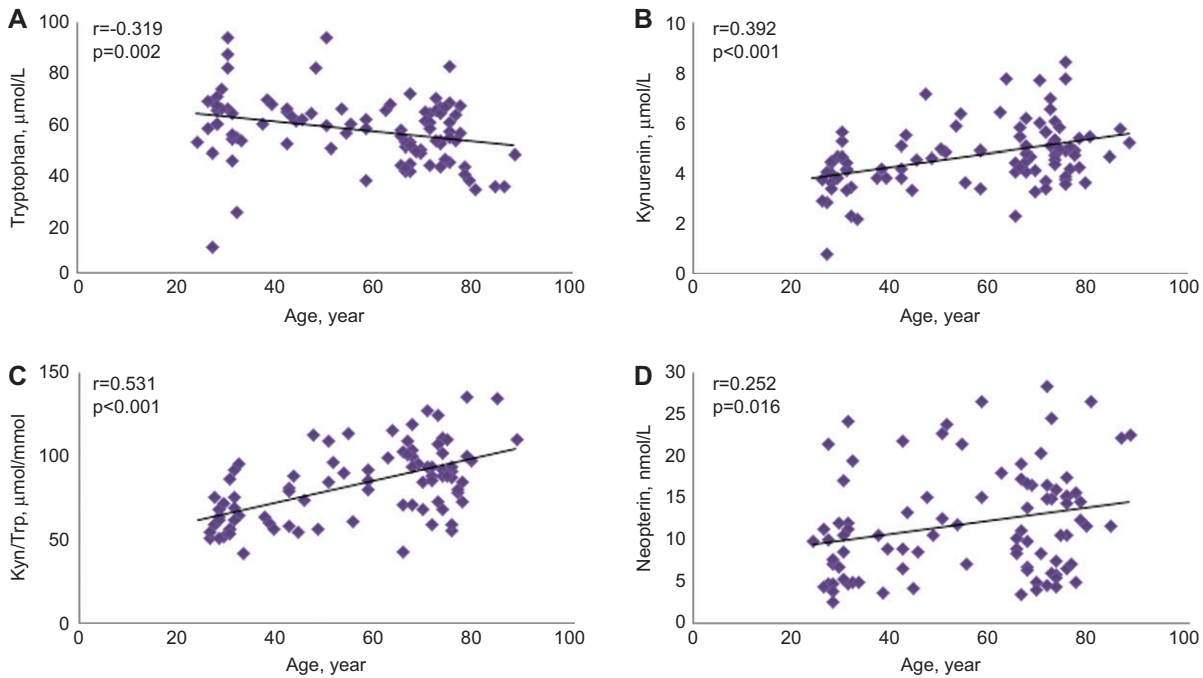 A
r=-0.319
p=0.002
Tryptophan, μmol/L
100
80
60
40
20
0
0 20 40 60 80 100
Age, year
B
r=0.392
p<0.001
Kynurenin, μmol/l
10
8
6
4
2
0
0 20 40 60 80 100
Age, year
C
r=0.531
p<0.001
Kyn/Trp, μmol/mmol
150
100
50
0
0 20 40 60 80 100
Age, year
D
r=0.252
p=0.016
Neopterin, nmol/L
30
25
20
15
10
5
0
0 20 40 60 80 100
Age, year